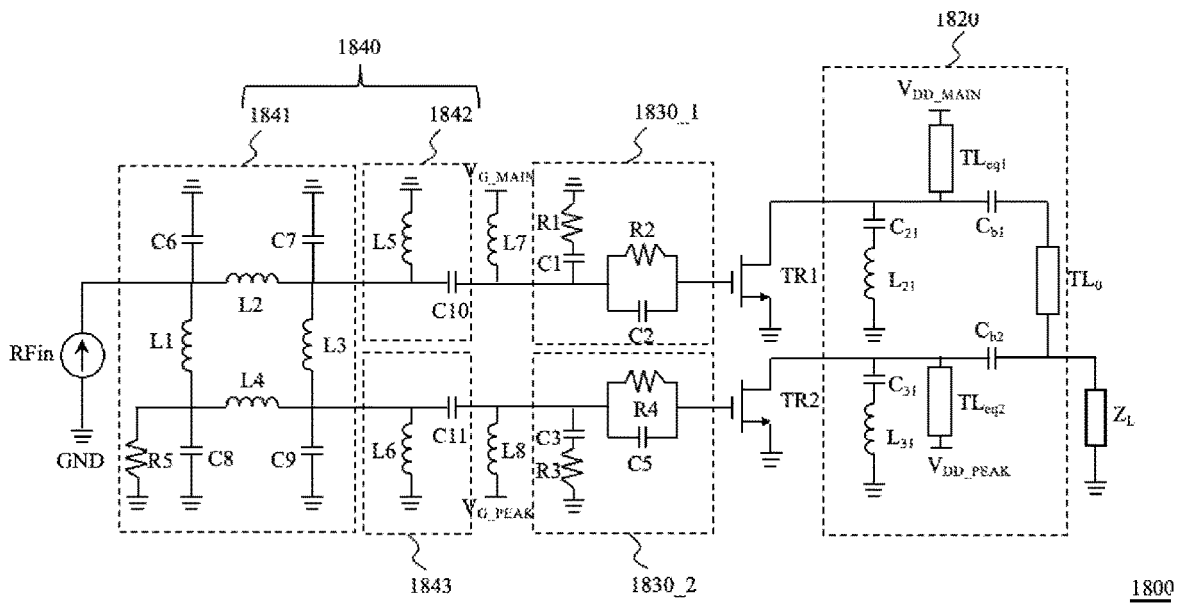 1820
1840
1841
1842
1830_1
V_DD_MAIN
V_G_MAIN
TL_eq1
C6
C7
L5
L7
R1
C1
R2
C_21
C_b1
L2
C10
C2
TR1
L_21
TL_0
RFin
L1
L3
L4
C_b2
GND
R5
C8
C9
L6
C11
L8
C3
R3
R4
C5
TR2
C_31
L_31
TL_eq2
Z_L
V_DD_PEAK
V_G_PEAK
1843
1830_2
1800